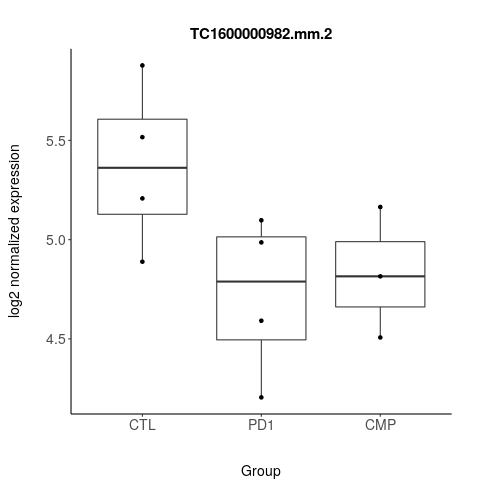 TC1600000982.mm.2
log2 normalized expression
5.5
5.0
4.5
CTL
PD1
CMP
Group